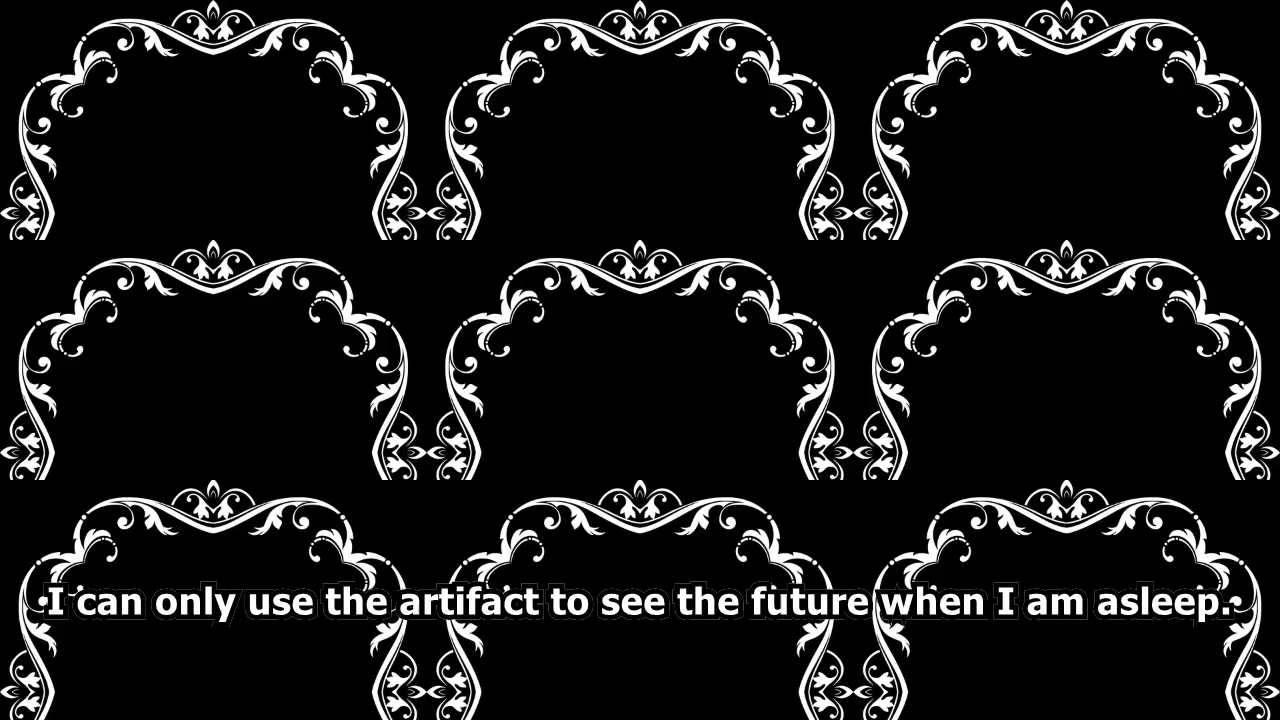 I can only use the artifact to see the future when I am asleep.